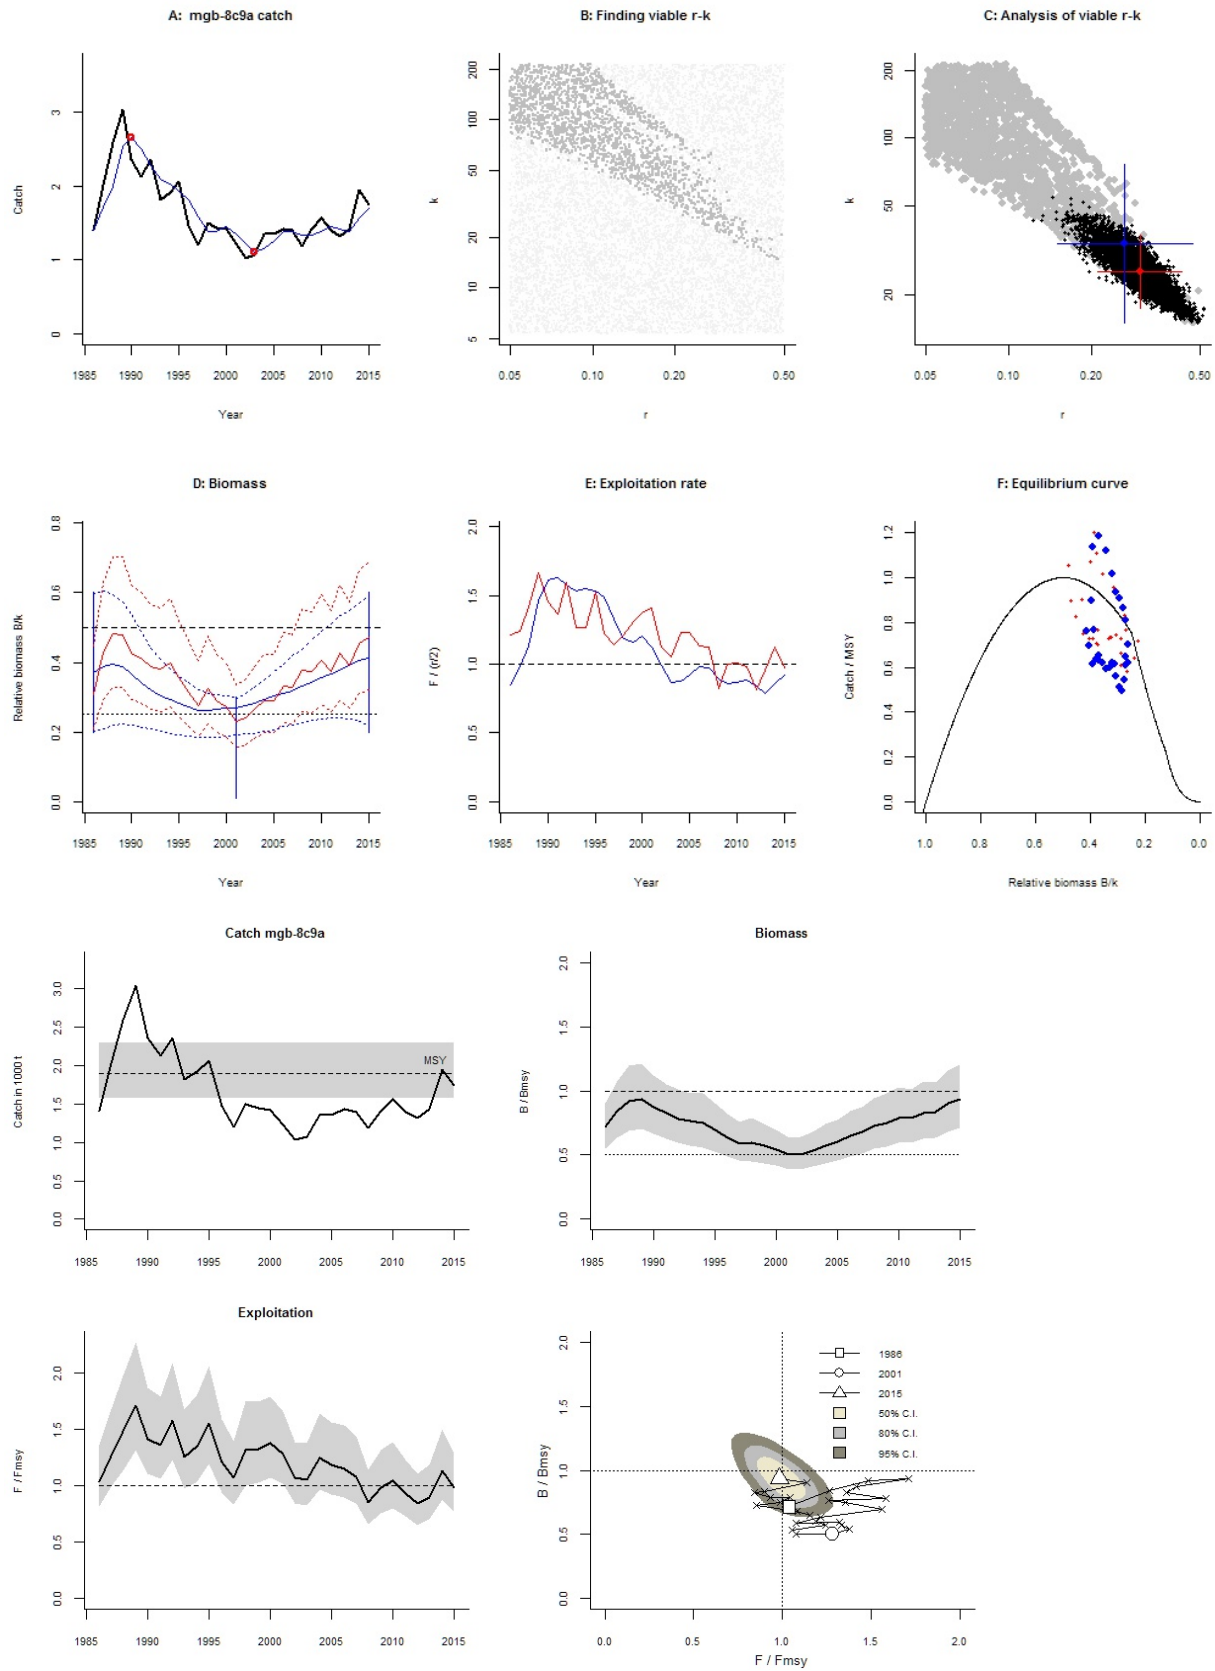 A: mgb-8c9a catch
B: Finding viable r-k
C: Analysis of viable r-k
Catch
0
1
2
3
1985 1990 1995 2000 2005 2010 2015
Year
k
5
10
20
50
100
200
0.05 0.10 0.20 0.50
r
k
20
50
100
200
0.05 0.10 0.20 0.50
r
D: Biomass
E: Exploitation rate
F: Equilibrium curve
Relative biomass B/k
0.0
0.2
0.4
0.6
0.8
1985 1990 1995 2000 2005 2010 2015
Year
F / (r/2)
0.0
0.5
1.0
1.5
2.0
1985 1990 1995 2000 2005 2010 2015
Year
Catch / MSY
0.0
0.2
0.4
0.6
0.8
1.0
1.2
1.0 0.8 0.6 0.4 0.2 0.0
Relative biomass B/k
Catch mgb-8c9a
Biomass
Catch in 1000 t
0.0
0.5
1.0
1.5
2.0
2.5
3.0
MSY
1985 1990 1995 2000 2005 2010 2015
B / Bmsy
0.0
0.5
1.0
1.5
2.0
1985 1990 1995 2000 2005 2010 2015
Exploitation
F / Fmsy
0.0
0.5
1.0
1.5
2.0
1985 1990 1995 2000 2005 2010 2015
B / Bmsy
0.0
0.5
1.0
1.5
2.0
1986
2001
2015
50% C.I.
80% C.I.
95% C.I.
0.0 0.5 1.0 1.5 2.0
F / Fmsy